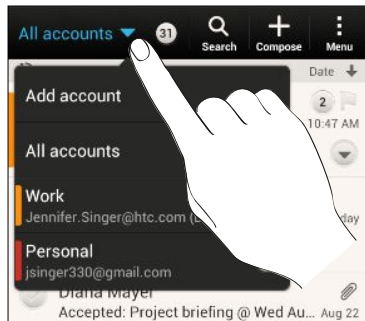 All accounts 31 Search Compose Menu
Date
Add account
2
10:47 AM
All accounts
Work
Jennifer.Singer@htc.com
day
Personal
jsinger330@gmail.com
Diana Mayer
Accepted: Project briefing @ Wed Au... Aug 22